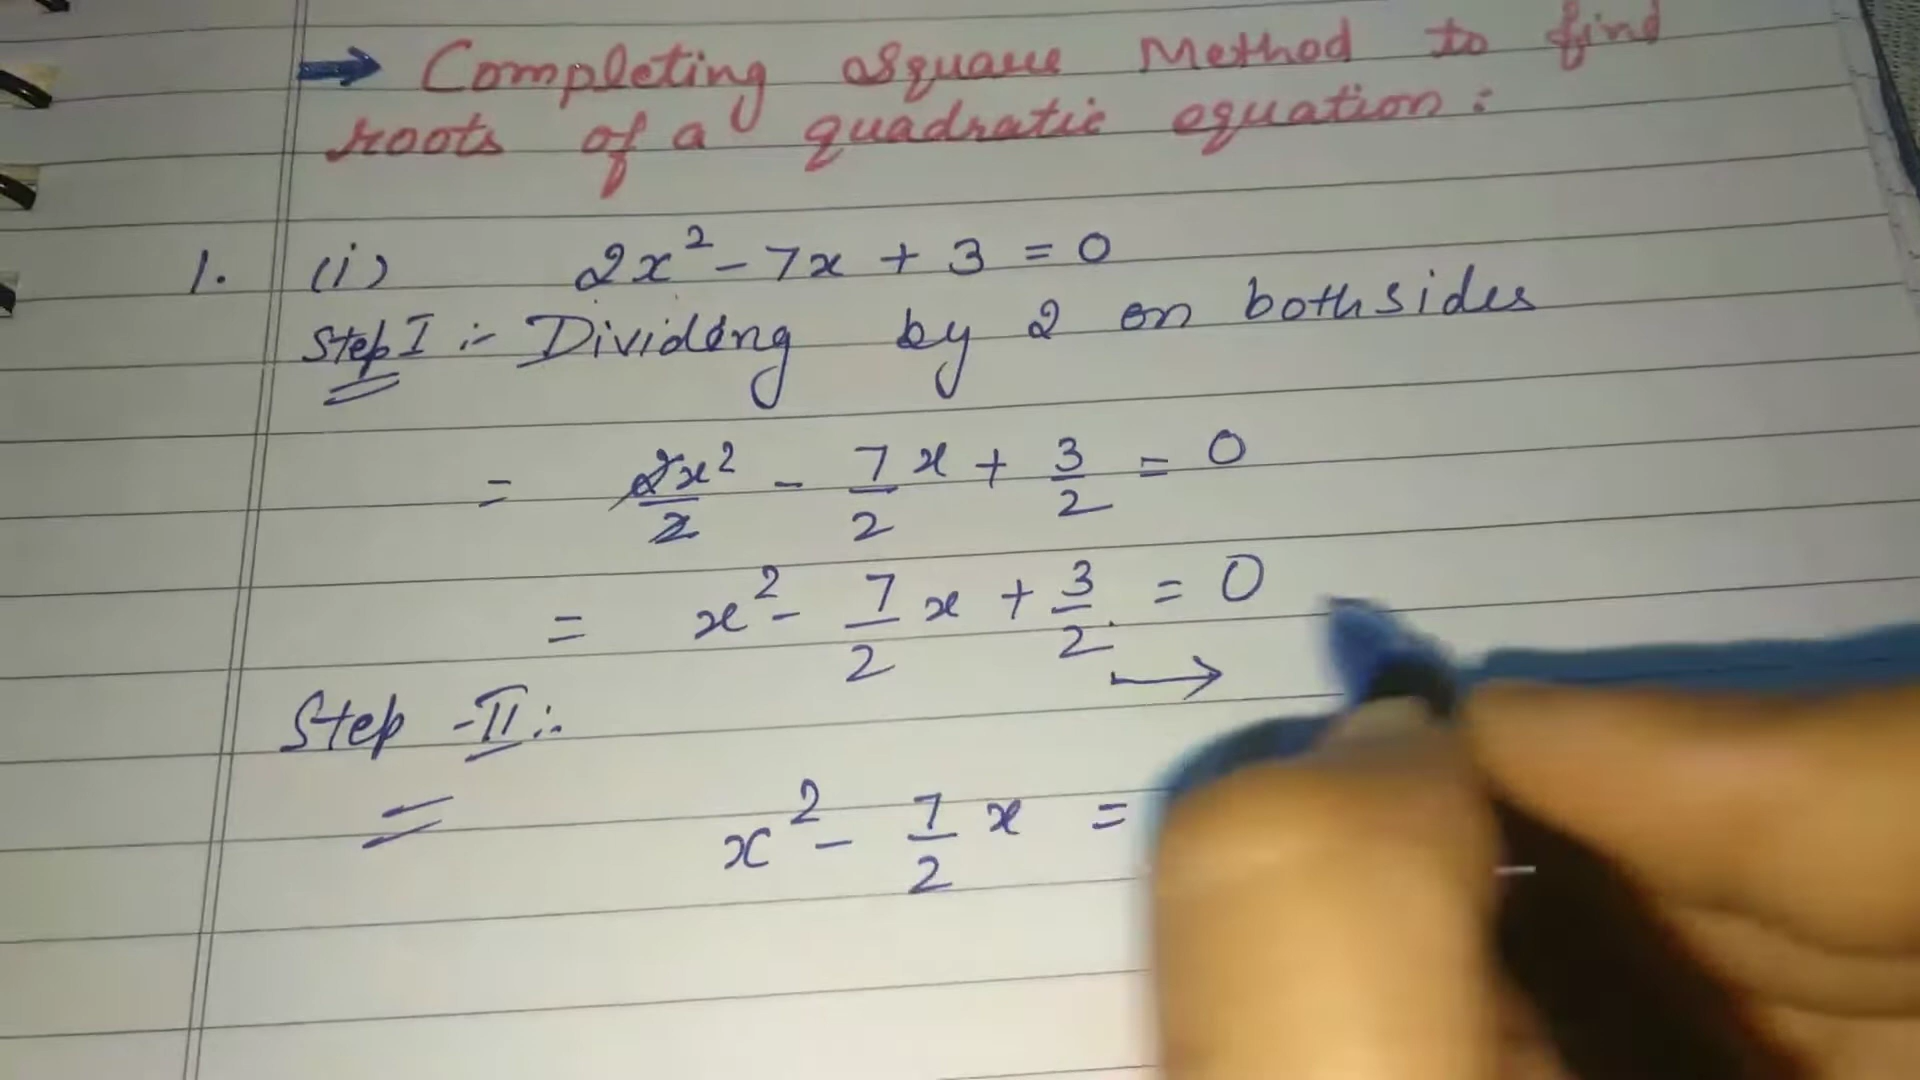 → Completing square Method to find
roots of a quadratic equation :
1. (i) 2x² - 7x + 3 = 0
Step I :- Dividing by 2 on both sides
= 2x²/2 - 7/2 x + 3/2 = 0
= x² - 7/2 x + 3/2 = 0
→
Step -II :-
= x² - 7/2 x =